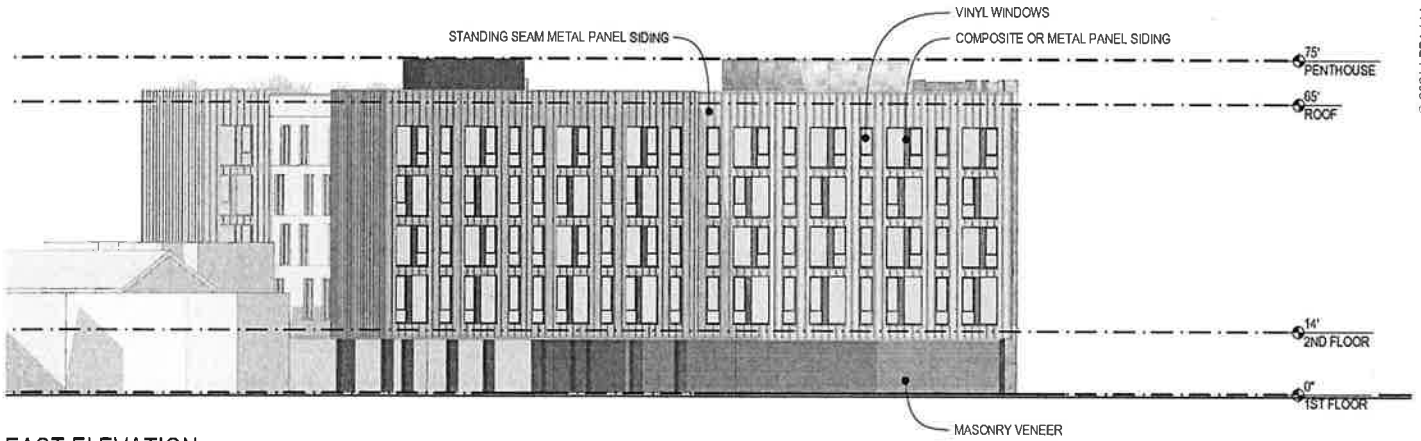 VINYL WINDOWS
STANDING SEAM METAL PANEL SIDING
COMPOSITE OR METAL PANEL SIDING
75'
PENTHOUSE
65'
ROOF
14'
2ND FLOOR
0"
1ST FLOOR
MASONRY VENEER
EAST ELEVATION